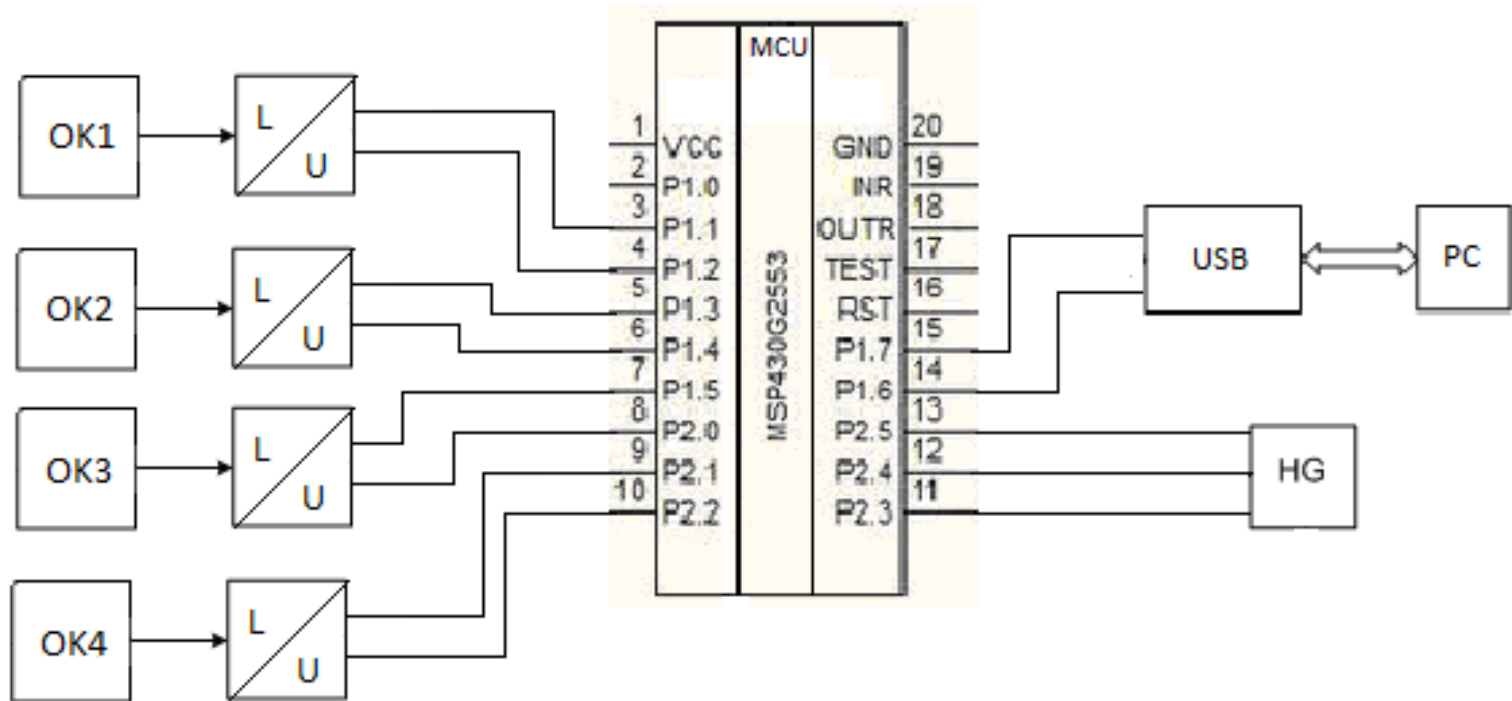 MCU
OK1
L
U
OK2
L
U
OK3
L
U
OK4
L
U
1
VCC
2
P1.0
3
P1.1
4
P1.2
5
P1.3
6
P1.4
7
P1.5
8
P2.0
9
P2.1
10
P2.2
MSP430G2553
20
GND
19
INR
18
OUTR
17
TEST
16
RST
15
P1.7
14
P1.6
13
P2.5
12
P2.4
11
P2.3
USB
PC
HG